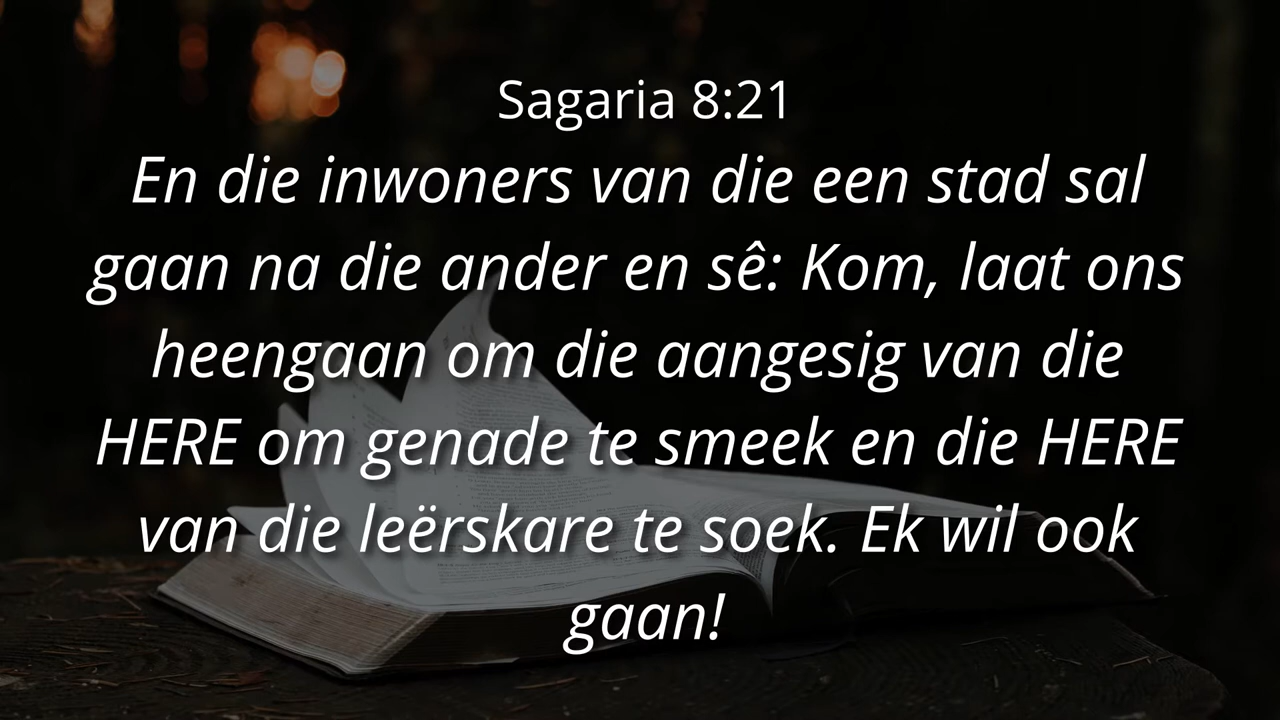 Sagaria 8:21
En die inwoners van die een stad sal
gaan na die ander en sê: Kom, laat ons
heengaan om die aangesig van die
HERE om genade te smeek en die HERE
van die leërskare te soek. Ek wil ook
gaan!